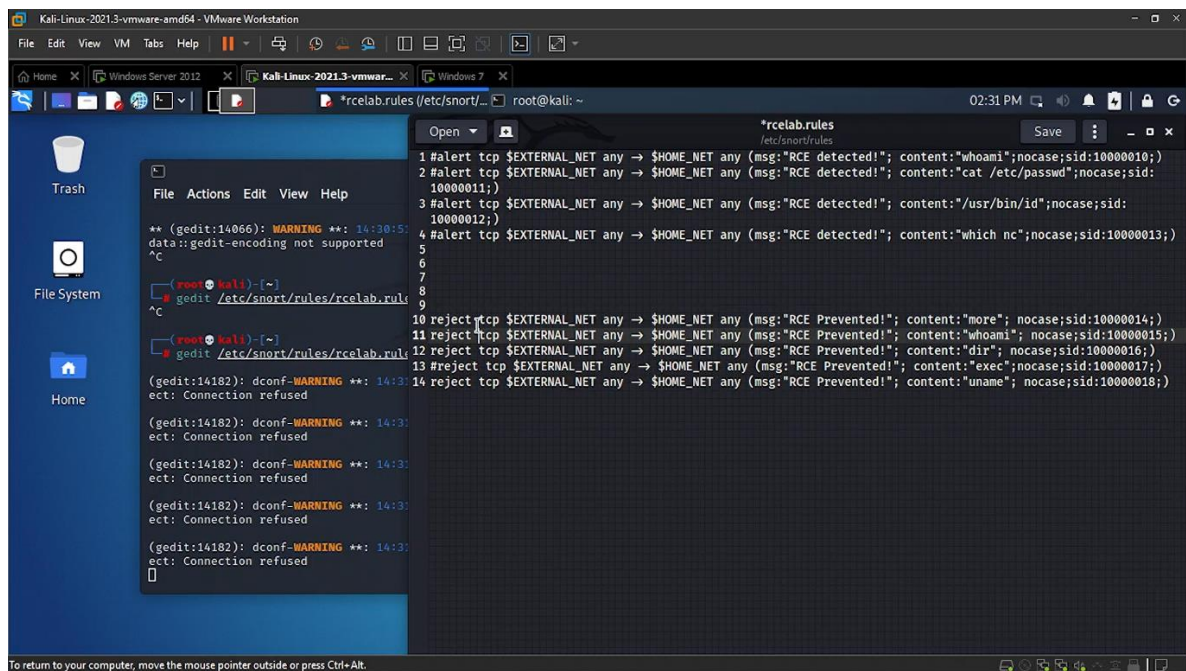 Kali-Linux-2021.3-vmware-amd64 - VMware Workstation
File Edit View VM Tabs Help
Home Windows Server 2012 Kali-Linux-2021.3-vmwar... Windows 7
*rcelab.rules (/etc/snort/... root@kali: ~ 02:31 PM
Trash
File System
Home
File Actions Edit View Help
** (gedit:14066): WARNING **: 14:30:51
data::gedit-encoding not supported
^C
(root💀kali)-[~]
# gedit /etc/snort/rules/rcelab.rule
^C
(root💀kali)-[~]
# gedit /etc/snort/rules/rcelab.rule
(gedit:14182): dconf-WARNING **: 14:31
ect: Connection refused
(gedit:14182): dconf-WARNING **: 14:31
ect: Connection refused
(gedit:14182): dconf-WARNING **: 14:31
ect: Connection refused
(gedit:14182): dconf-WARNING **: 14:31
ect: Connection refused
(gedit:14182): dconf-WARNING **: 14:31
ect: Connection refused
Open *rcelab.rules Save
/etc/snort/rules
1 #alert tcp $EXTERNAL_NET any → $HOME_NET any (msg:"RCE detected!"; content:"whoami";nocase;sid:10000010;)
2 #alert tcp $EXTERNAL_NET any → $HOME_NET any (msg:"RCE detected!"; content:"cat /etc/passwd";nocase;sid:
10000011;)
3 #alert tcp $EXTERNAL_NET any → $HOME_NET any (msg:"RCE detected!"; content:"/usr/bin/id";nocase;sid:
10000012;)
4 #alert tcp $EXTERNAL_NET any → $HOME_NET any (msg:"RCE detected!"; content:"which nc";nocase;sid:10000013;)
5
6
7
8
9
10 reject tcp $EXTERNAL_NET any → $HOME_NET any (msg:"RCE Prevented!"; content:"more"; nocase;sid:10000014;)
11 reject tcp $EXTERNAL_NET any → $HOME_NET any (msg:"RCE Prevented!"; content:"whoami"; nocase;sid:10000015;)
12 reject tcp $EXTERNAL_NET any → $HOME_NET any (msg:"RCE Prevented!"; content:"dir"; nocase;sid:10000016;)
13 #reject tcp $EXTERNAL_NET any → $HOME_NET any (msg:"RCE Prevented!"; content:"exec";nocase;sid:10000017;)
14 reject tcp $EXTERNAL_NET any → $HOME_NET any (msg:"RCE Prevented!"; content:"uname"; nocase;sid:10000018;)
To return to your computer, move the mouse pointer outside or press Ctrl+Alt.